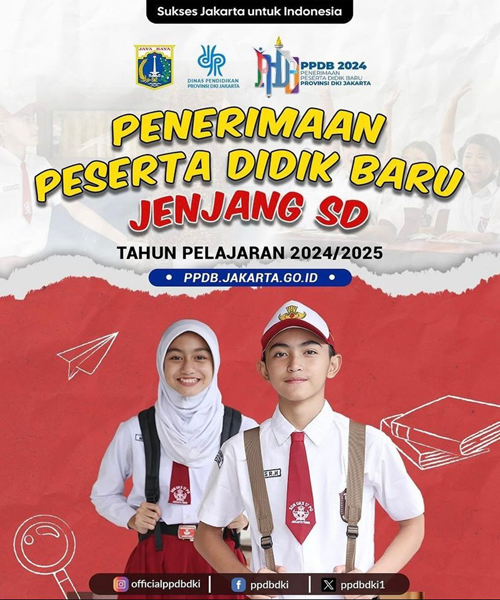 Sukses Jakarta untuk Indonesia
JAYA RAYA
DINAS PENDIDIKAN
PROVINSI DKI JAKARTA
PPDB 2024
PENERIMAAN
PESERTA DIDIK BARU
PROVINSI DKI JAKARTA
PENERIMAAN
PESERTA DIDIK BARU
JENJANG SD
TAHUN PELAJARAN 2024/2025
PPDB.JAKARTA.GO.ID
officialppdbdki
ppdbdki
ppdbdki1